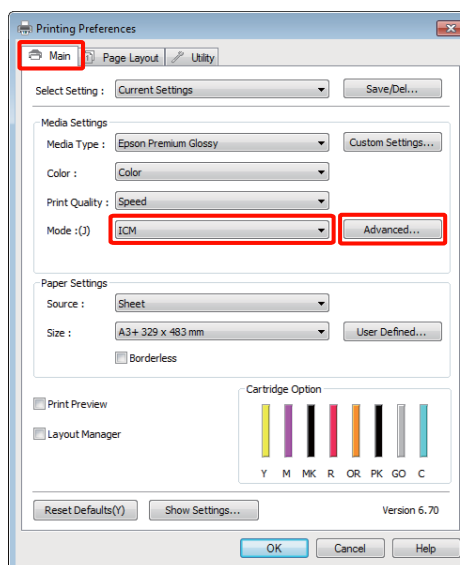 Printing Preferences
Main Page Layout Utility
Select Setting : Current Settings Save/Del...
Media Settings
Media Type : Epson Premium Glossy Custom Settings...
Color : Color
Print Quality : Speed
Mode :(J) ICM Advanced...
Paper Settings
Source : Sheet
Size : A3+ 329 x 483 mm User Defined...
Borderless
Cartridge Option
Print Preview
Layout Manager
Y M MK R OR PK GO C
Reset Defaults(Y) Show Settings... Version 6.70
OK Cancel Help